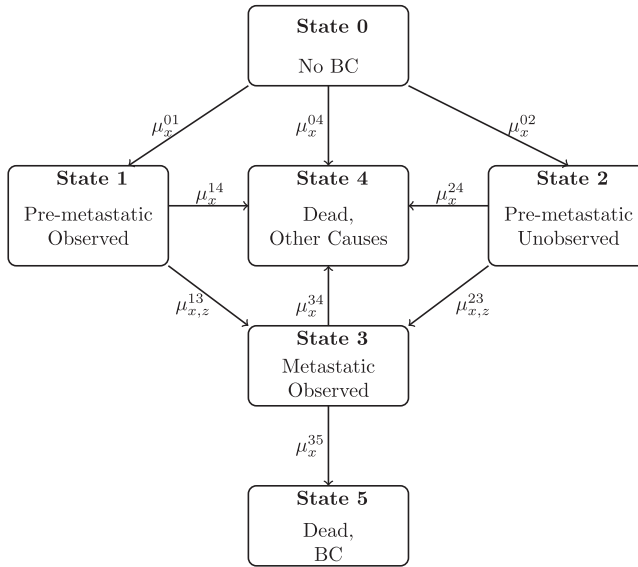 State 0
No BC
μ_x^{01}
μ_x^{04}
μ_x^{02}
State 1
Pre-metastatic
Observed
μ_x^{14}
State 4
Dead,
Other Causes
μ_x^{24}
State 2
Pre-metastatic
Unobserved
μ_{x,z}^{13}
μ_x^{34}
μ_{x,z}^{23}
State 3
Metastatic
Observed
μ_x^{35}
State 5
Dead,
BC